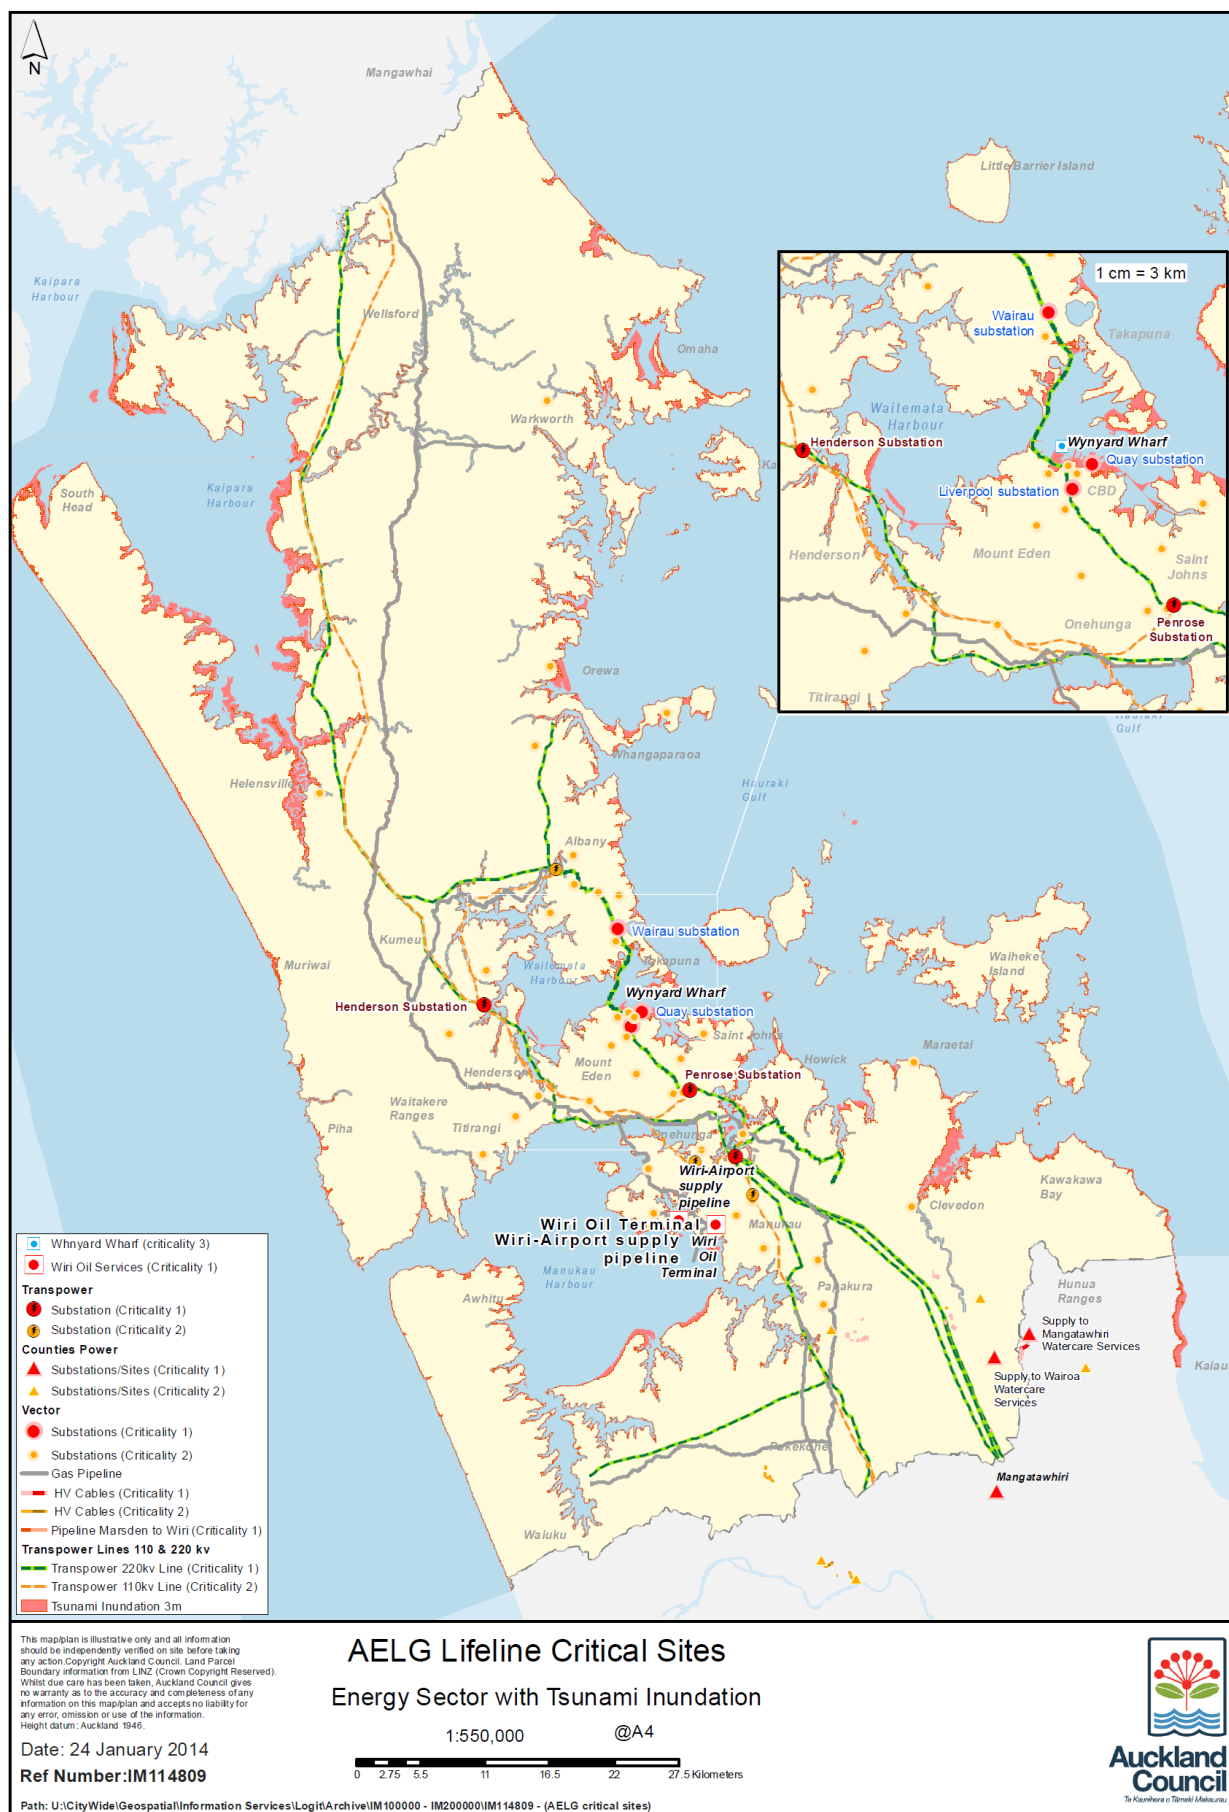 N
Mangawhai
Little Barrier Island
Kaipara
Harbour
1 cm = 3 km
Wairau
substation
Takapuna
Waitemata
Harbour
Wynyard Wharf
Henderson Substation
Quay substation
Liverpool substation
CBD
Henderson
Mount Eden
Saint
Johns
Onehunga
Penrose
Substation
Titirangi
Wellsford
Omaha
Warkworth
Ka
South
Head
Kaipara
Harbour
Orewa
Hauraki
Gulf
Whangaparaoa
Helensville
Hauraki
Gulf
Albany
Wairau substation
Kumeu
Muriwai
Waitemata
Harbour
Takapuna
Waiheke
Island
Wynyard Wharf
Henderson Substation
Quay substation
Saint Johns
Maraetai
Howick
Mount
Eden
Henderson
Penrose Substation
Waitakere
Ranges
Piha
Titirangi
Onehunga
Wiri-Airport
supply
pipeline
Kawakawa
Bay
Clevedon
Wiri Oil Terminal
Wiri-Airport supply
pipeline
Wiri
Oil
Terminal
Manukau
Manukau
Harbour
Papakura
Awhitu
Hunua
Ranges
Supply to
Mangatawhiri
Watercare Services
Kaiau
Supply to Wairoa
Watercare
Services
Pukekohe
Mangatawhiri
Waiuku
Whnyard Wharf (criticality 3)
Wiri Oil Services (Criticality 1)
Transpower
Substation (Criticality 1)
Substation (Criticality 2)
Counties Power
Substations/Sites (Criticality 1)
Substations/Sites (Criticality 2)
Vector
Substations (Criticality 1)
Substations (Criticality 2)
Gas Pipeline
HV Cables (Criticality 1)
HV Cables (Criticality 2)
Pipeline Marsden to Wiri (Criticality 1)
Transpower Lines 110 & 220 kv
Transpower 220kv Line (Criticality 1)
Transpower 110kv Line (Criticality 2)
Tsunami Inundation 3m
This map/plan is illustrative only and all information
should be independently verified on site before taking
any action.Copyright Auckland Council. Land Parcel
Boundary information from LINZ (Crown Copyright Reserved).
Whilst due care has been taken, Auckland Council gives
no warranty as to the accuracy and completeness of any
information on this map/plan and accepts no liability for
any error, omission or use of the information.
Height datum: Auckland 1946.
Date: 24 January 2014
Ref Number:IM114809
AELG Lifeline Critical Sites
Energy Sector with Tsunami Inundation
1:550,000 @A4
0 2.75 5.5 11 16.5 22 27.5 Kilometers
Auckland
Council
Te Kaunihera o Tāmaki Makaurau
Path: U:\CityWide\Geospatial\Information Services\Logit\Archive\IM100000 - IM200000\IM114809 - (AELG critical sites)